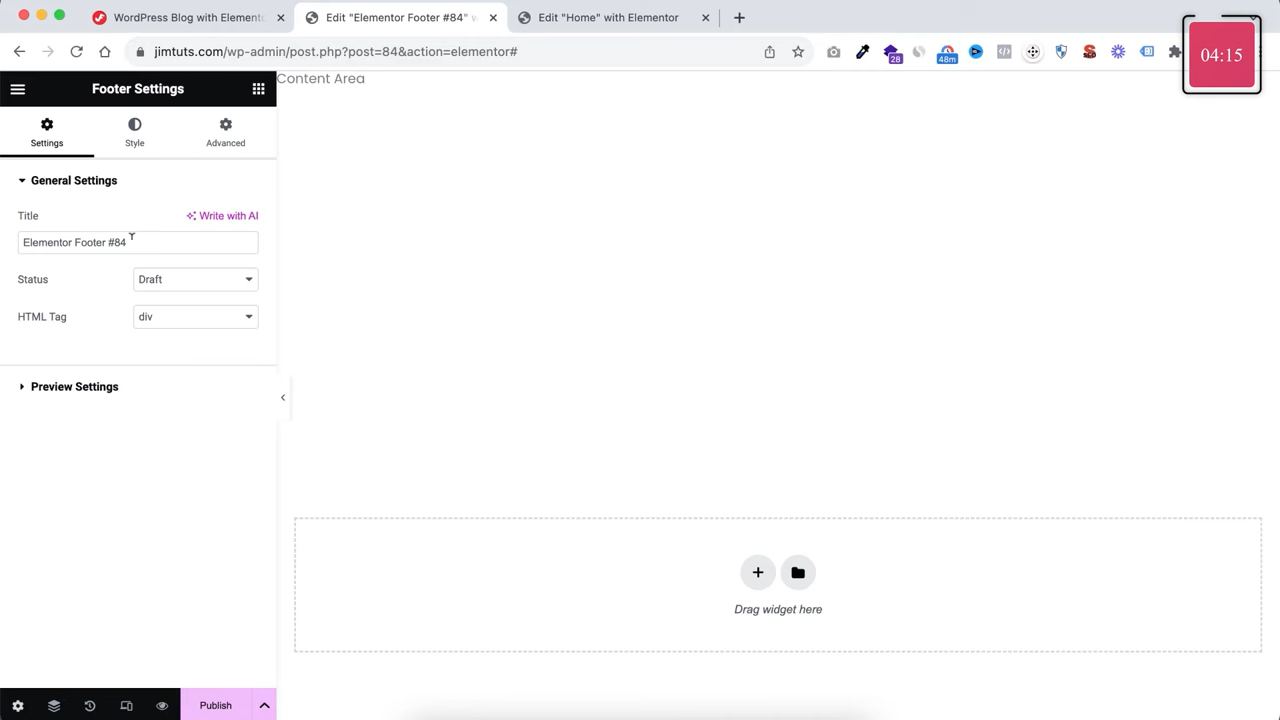 WordPress Blog with Elemento
Edit "Elementor Footer #84" w
Edit "Home" with Elementor
jimtuts.com/wp-admin/post.php?post=84&action=elementor#
28
48m
04:15
Footer Settings
Content Area
Settings
Style
Advanced
General Settings
Title
Write with AI
Elementor Footer #84
Status
Draft
HTML Tag
div
Preview Settings
Drag widget here
Publish